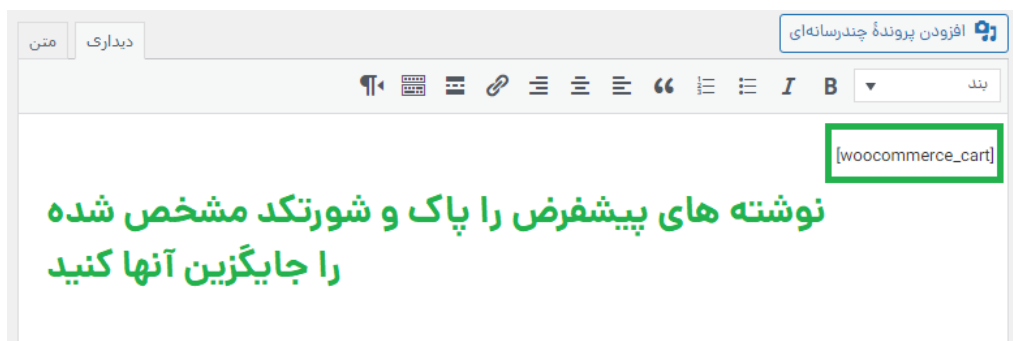 افزودن پروندهٔ چندرسانه‌ای
دیداری متن
بند B I
[woocommerce_cart]
نوشته های پیشفرض را پاک و شورتکد مشخص شده
را جایگزین آنها کنید